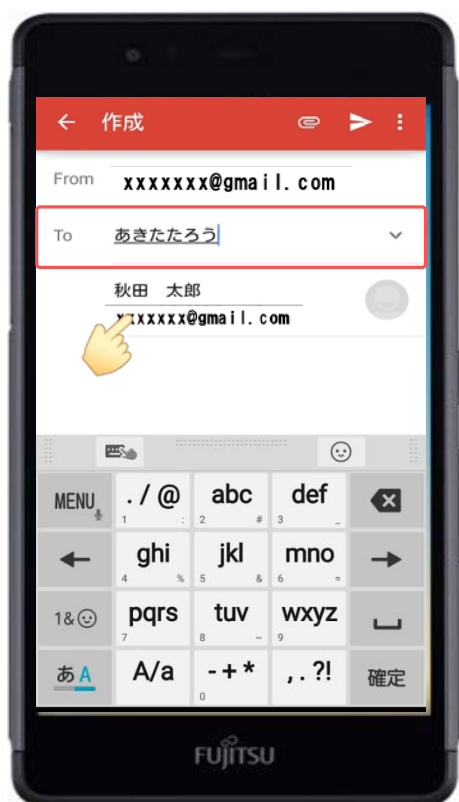 作成
From xxxxxxx@gmail.com
To あきたたろう
秋田 太郎
xxxxxxx@gmail.com
MENU ./@ abc def
1 : 2 # 3 _
ghi jkl mno
4 % 5 & 6 =
1& pqrs tuv wxyz
7 8 ~ 9
あA A/a -+* ,.?! 確定
0
FUJITSU